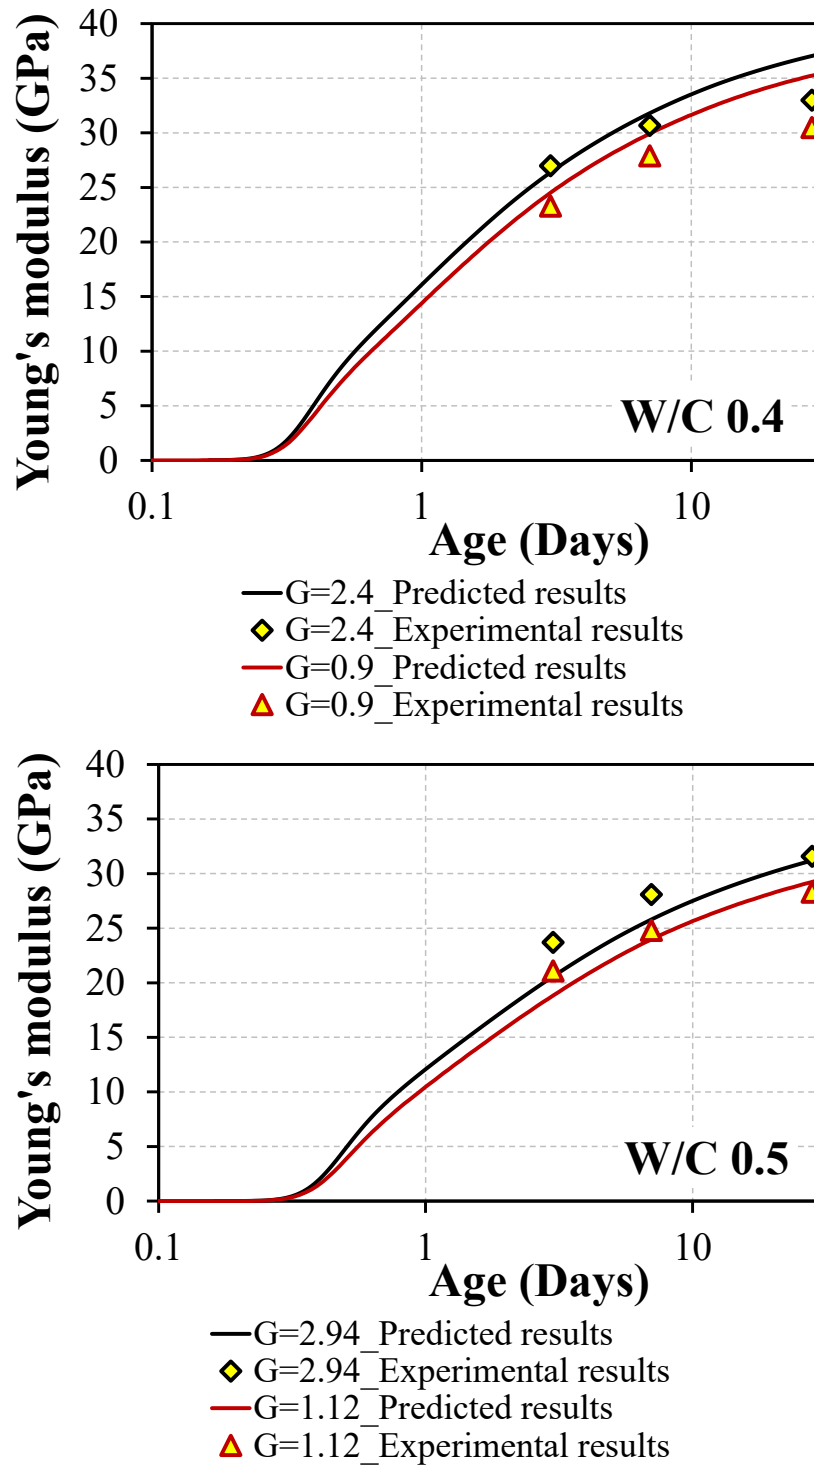 Young's modulus (GPa)
40
35
30
25
20
15
10
5
0
W/C 0.4
0.1 1 10
Age (Days)
G=2.4_Predicted results
G=2.4_Experimental results
G=0.9_Predicted results
G=0.9_Experimental results
Young's modulus (GPa)
40
35
30
25
20
15
10
5
0
W/C 0.5
0.1 1 10
Age (Days)
G=2.94_Predicted results
G=2.94_Experimental results
G=1.12_Predicted results
G=1.12_Experimental results